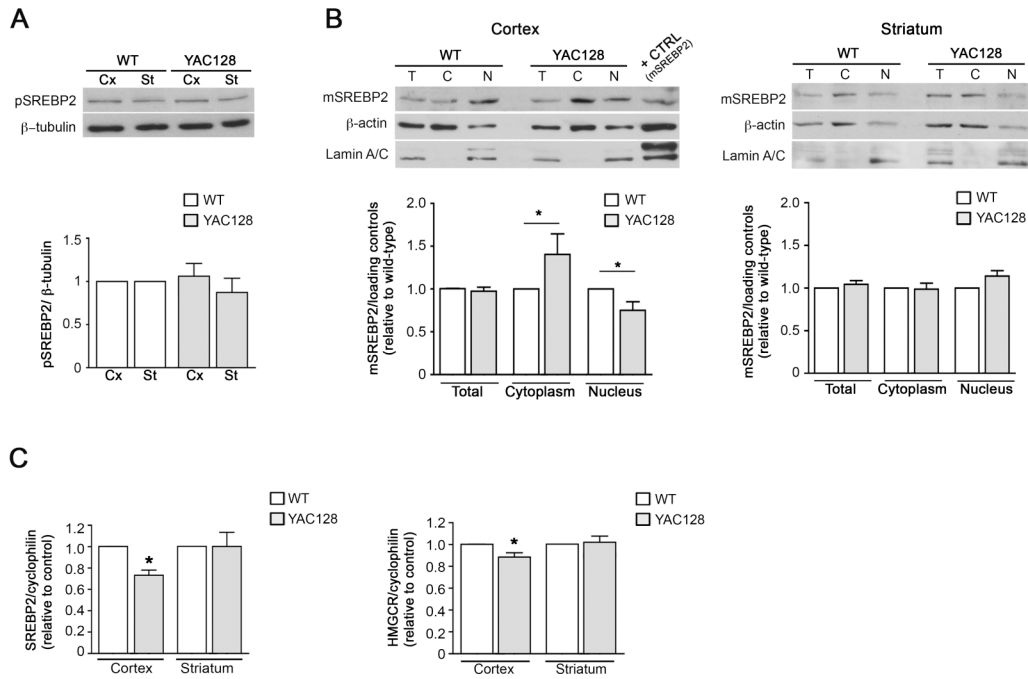 A
WT YAC128
Cx St Cx St
pSREBP2
β-tubulin
WT
YAC128
pSREBP2/ β-tubulin
1.5
1
0.5
0
Cx St Cx St
B
Cortex
WT YAC128 + CTRL (mSREBP2)
T C N T C N
mSREBP2
β-actin
Lamin A/C
WT
YAC128
mSREBP2/loading controls
(relative to wild-type)
2.0
1.5
1.0
0.5
0
* *
Total Cytoplasm Nucleus
Striatum
WT YAC128
T C N T C N
mSREBP2
β-actin
Lamin A/C
WT
YAC128
mSREBP2/loading controls
(relative to wild-type)
2.0
1.5
1.0
0.5
0
Total Cytoplasm Nucleus
C
WT
YAC128
SREBP2/cyclophilin
(relative to control)
1.2
1.0
0.8
0.6
0.4
0.2
0
*
Cortex Striatum
WT
YAC128
HMGCR/cyclophilin
(relative to control)
1.2
1.0
0.8
0.6
0.4
0.2
0
*
Cortex Striatum